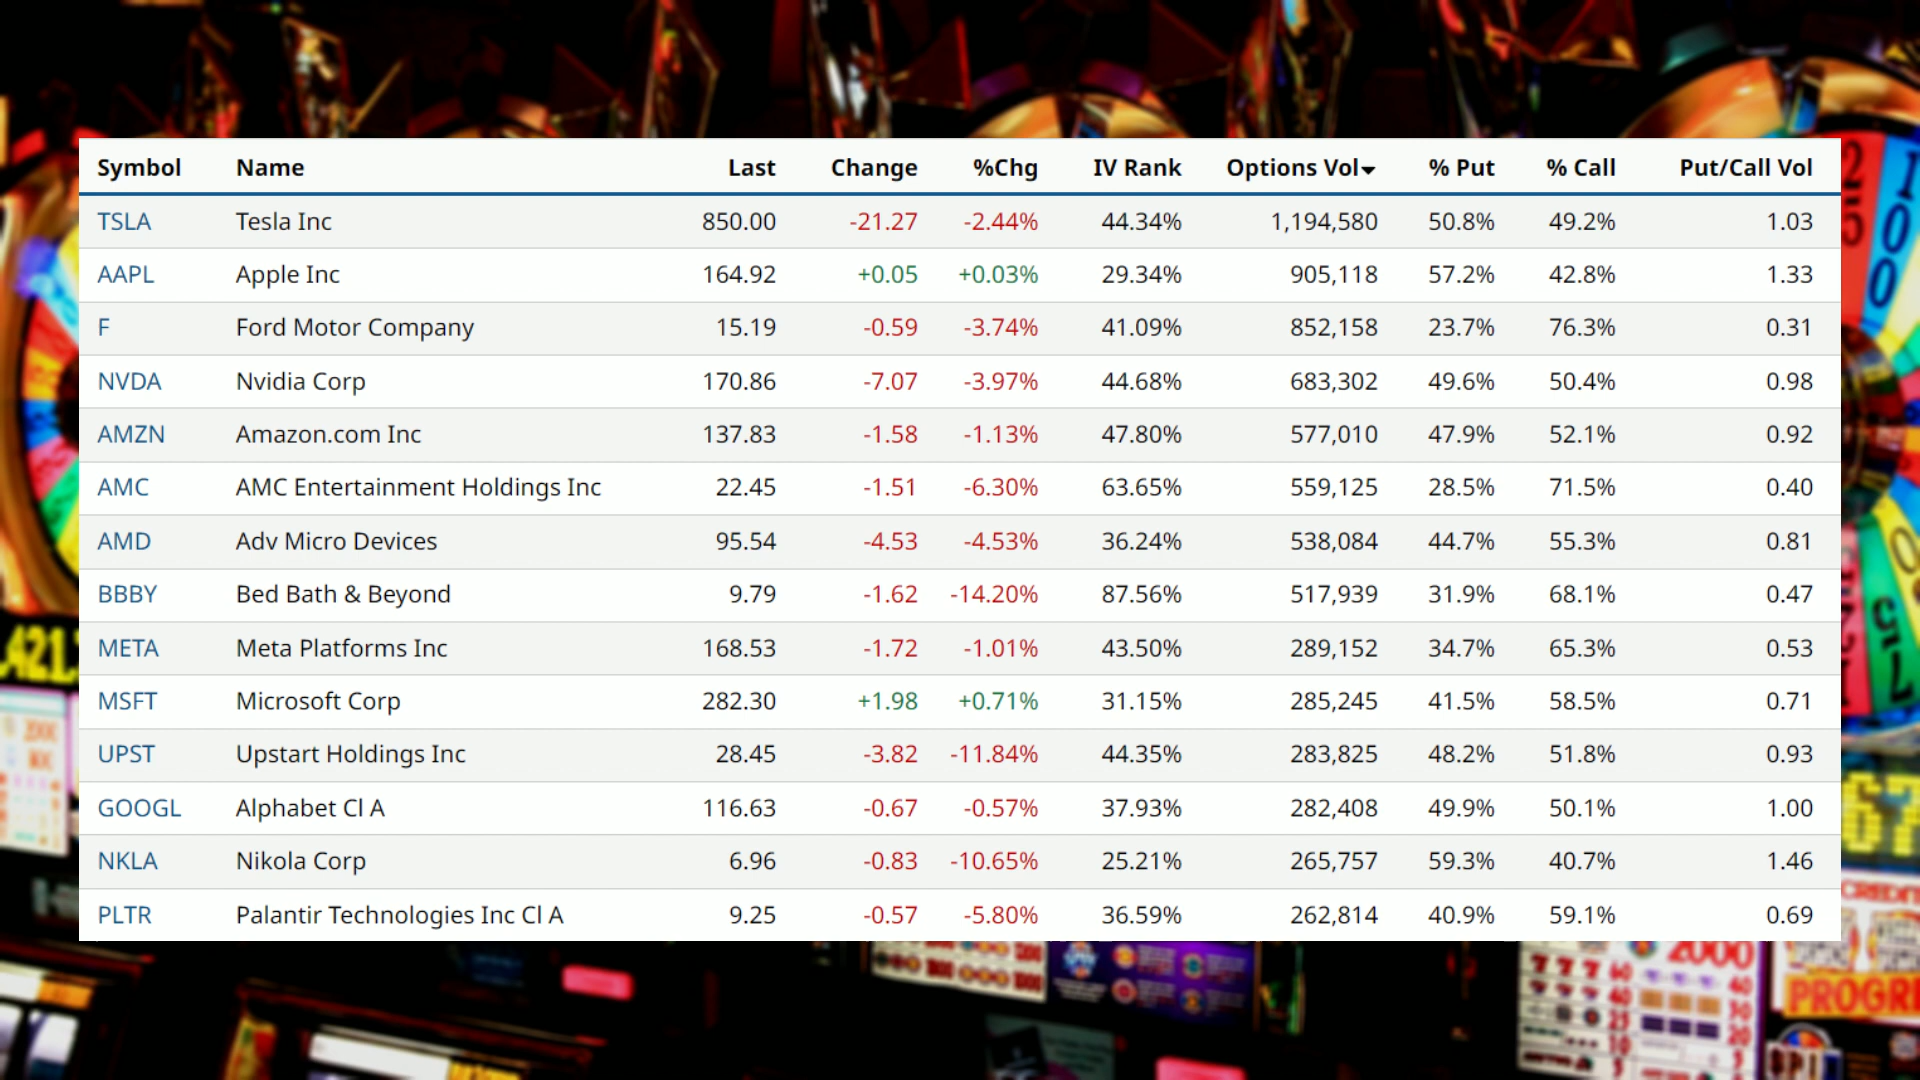 Symbol Name Last Change %Chg IV Rank Options Vol % Put % Call Put/Call Vol
TSLA Tesla Inc 850.00 -21.27 -2.44% 44.34% 1,194,580 50.8% 49.2% 1.03
AAPL Apple Inc 164.92 +0.05 +0.03% 29.34% 905,118 57.2% 42.8% 1.33
F Ford Motor Company 15.19 -0.59 -3.74% 41.09% 852,158 23.7% 76.3% 0.31
NVDA Nvidia Corp 170.86 -7.07 -3.97% 44.68% 683,302 49.6% 50.4% 0.98
AMZN Amazon.com Inc 137.83 -1.58 -1.13% 47.80% 577,010 47.9% 52.1% 0.92
AMC AMC Entertainment Holdings Inc 22.45 -1.51 -6.30% 63.65% 559,125 28.5% 71.5% 0.40
AMD Adv Micro Devices 95.54 -4.53 -4.53% 36.24% 538,084 44.7% 55.3% 0.81
BBBY Bed Bath & Beyond 9.79 -1.62 -14.20% 87.56% 517,939 31.9% 68.1% 0.47
META Meta Platforms Inc 168.53 -1.72 -1.01% 43.50% 289,152 34.7% 65.3% 0.53
MSFT Microsoft Corp 282.30 +1.98 +0.71% 31.15% 285,245 41.5% 58.5% 0.71
UPST Upstart Holdings Inc 28.45 -3.82 -11.84% 44.35% 283,825 48.2% 51.8% 0.93
GOOGL Alphabet Cl A 116.63 -0.67 -0.57% 37.93% 282,408 49.9% 50.1% 1.00
NKLA Nikola Corp 6.96 -0.83 -10.65% 25.21% 265,757 59.3% 40.7% 1.46
PLTR Palantir Technologies Inc Cl A 9.25 -0.57 -5.80% 36.59% 262,814 40.9% 59.1% 0.69
2000